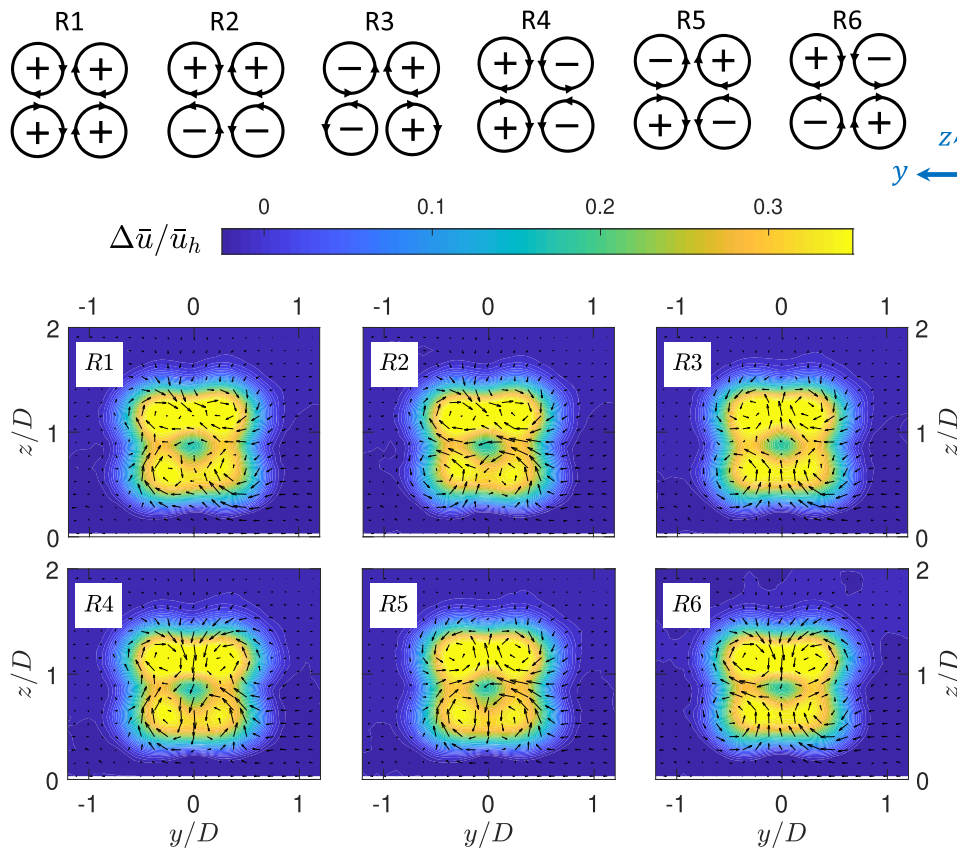 R1 R2 R3 R4 R5 R6
+ + + + − + + − − + + −
+ + − − − + + − + − − +
z
y
0 0.1 0.2 0.3
Δū/ū_h
-1 0 1 -1 0 1 -1 0 1
2 2
R1 R2 R3
z/D 1 1 z/D
0 0
2 2
R4 R5 R6
z/D 1 1 z/D
0 0
-1 0 1 -1 0 1 -1 0 1
y/D y/D y/D